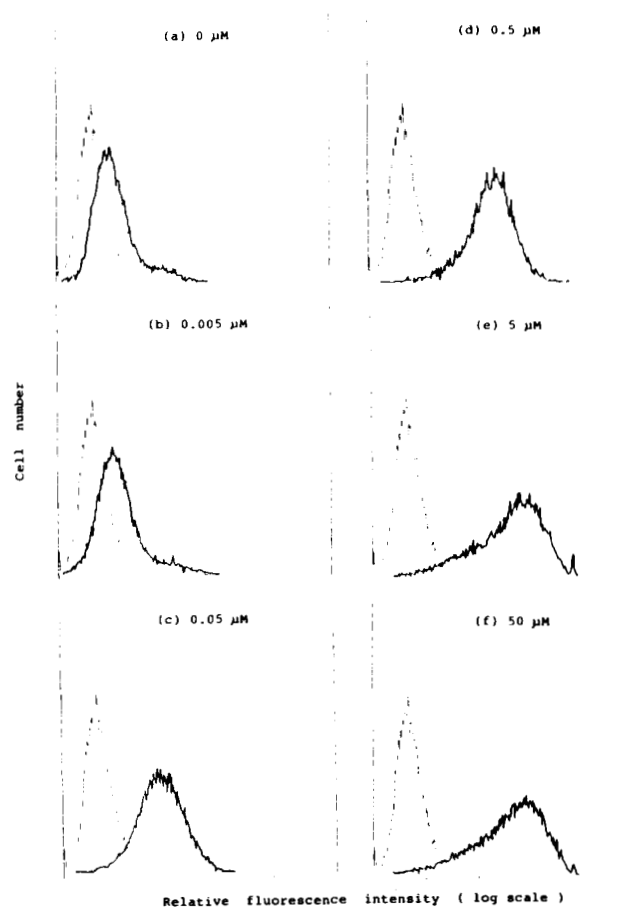 (a) 0 µM
(d) 0.5 µM
(b) 0.005 µM
(e) 5 µM
Cell number
(c) 0.05 µM
(f) 50 µM
Relative fluorescence intensity ( log scale )